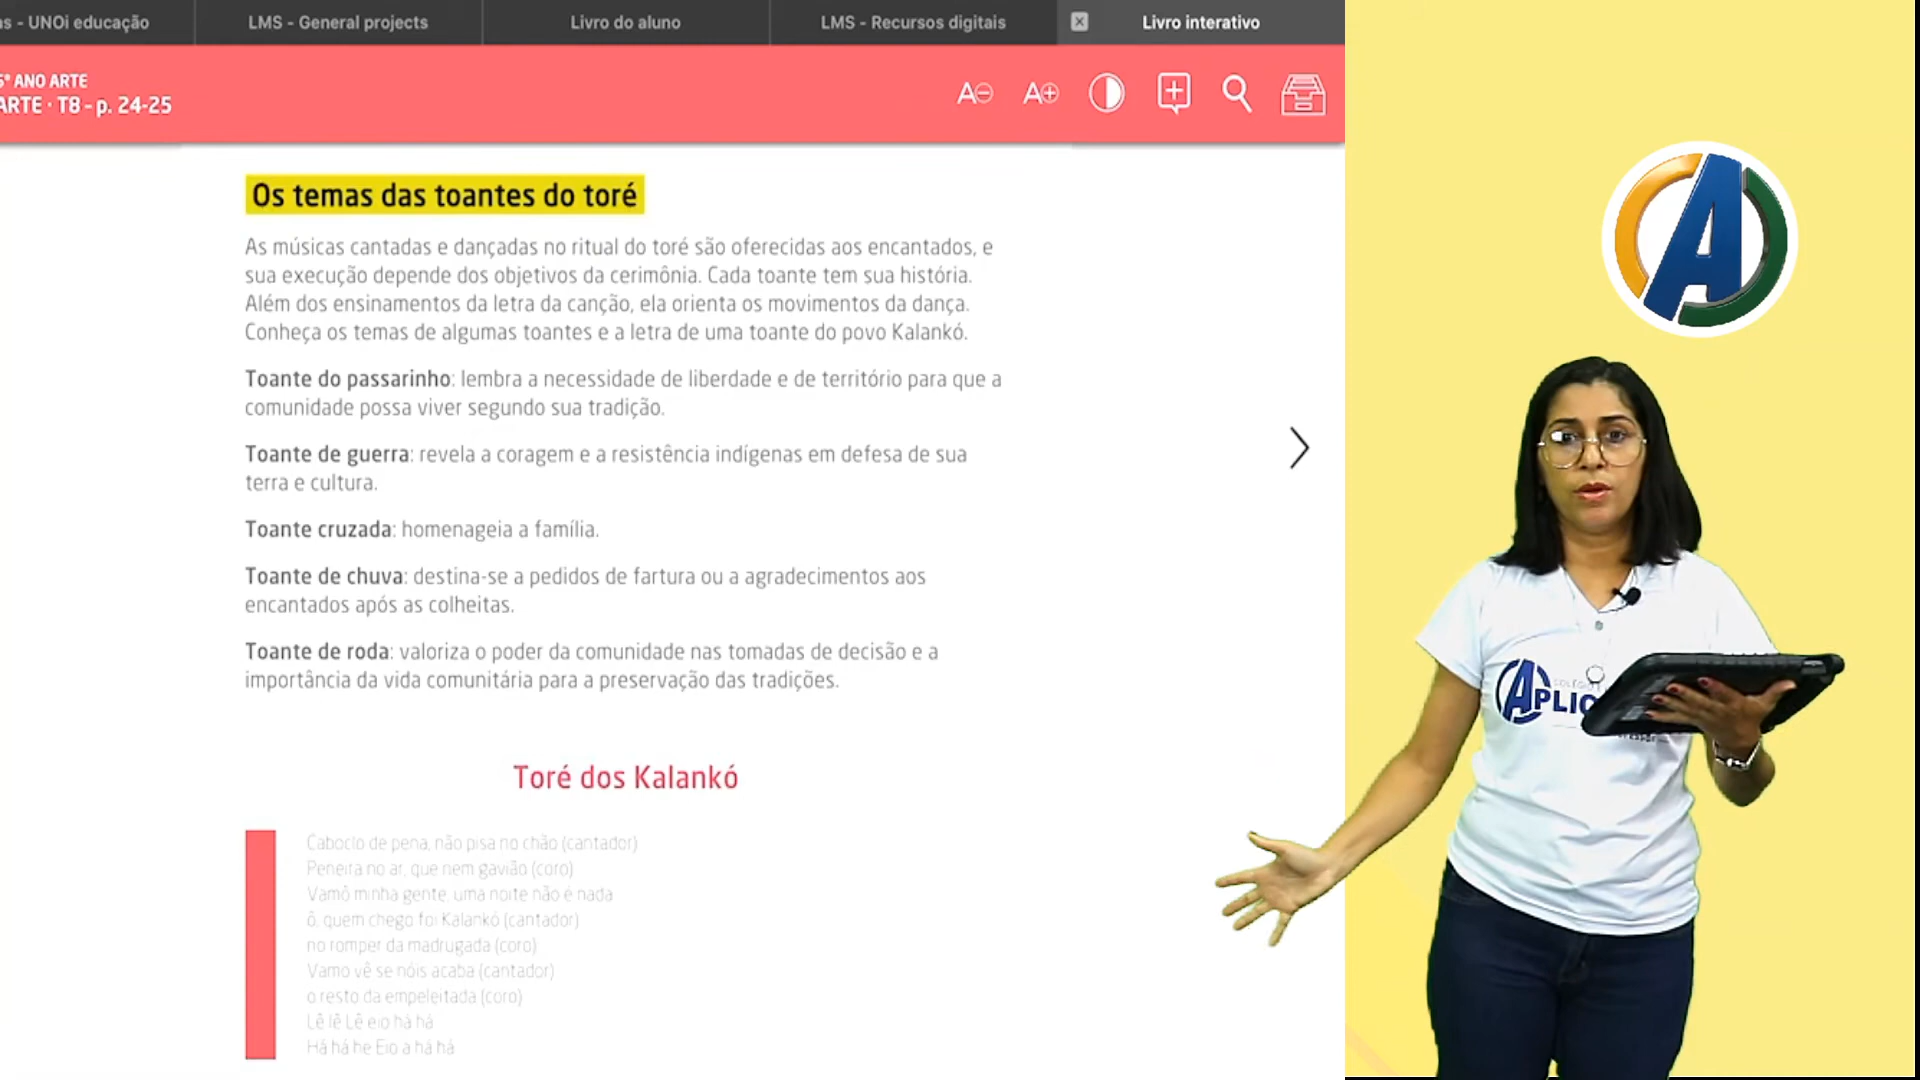 as - UNOi educação
LMS - General projects
Livro do aluno
LMS - Recursos digitais
Livro interativo
5º ANO ARTE
ARTE · T8 - p. 24-25
A
A
Os temas das toantes do toré
As músicas cantadas e dançadas no ritual do toré são oferecidas aos encantados, e
sua execução depende dos objetivos da cerimônia. Cada toante tem sua história.
Além dos ensinamentos da letra da canção, ela orienta os movimentos da dança.
Conheça os temas de algumas toantes e a letra de uma toante do povo Kalankó.
Toante do passarinho: lembra a necessidade de liberdade e de território para que a
comunidade possa viver segundo sua tradição.
Toante de guerra: revela a coragem e a resistência indígenas em defesa de sua
terra e cultura.
Toante cruzada: homenageia a família.
Toante de chuva: destina-se a pedidos de fartura ou a agradecimentos aos
encantados após as colheitas.
Toante de roda: valoriza o poder da comunidade nas tomadas de decisão e a
importância da vida comunitária para a preservação das tradições.
Toré dos Kalankó
Caboclo de pena, não pisa no chão (cantador)
Peneira no ar, que nem gavião (coro)
Vamô minha gente, uma noite não é nada
ô, quem chego foi Kalankó (cantador)
no romper da madrugada (coro)
Vamo vê se nóis acaba (cantador)
o resto da empeleitada (coro)
Lê lê Lê eio há há
Há há he Eio a há há
A
APLIC